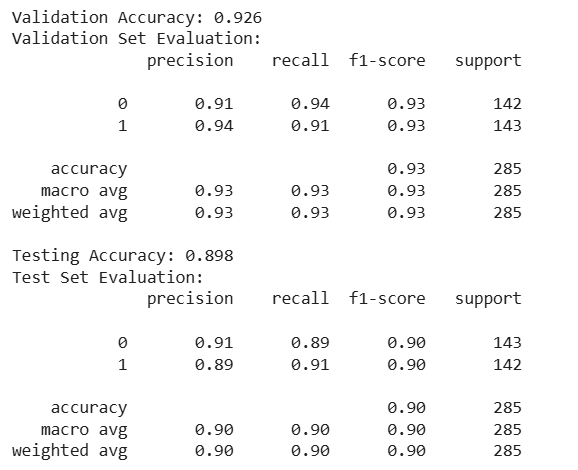 Validation Accuracy: 0.926
Validation Set Evaluation:
              precision    recall  f1-score   support

           0       0.91      0.94      0.93       142
           1       0.94      0.91      0.93       143

    accuracy                           0.93       285
   macro avg       0.93      0.93      0.93       285
weighted avg       0.93      0.93      0.93       285

Testing Accuracy: 0.898
Test Set Evaluation:
              precision    recall  f1-score   support

           0       0.91      0.89      0.90       143
           1       0.89      0.91      0.90       142

    accuracy                           0.90       285
   macro avg       0.90      0.90      0.90       285
weighted avg       0.90      0.90      0.90       285